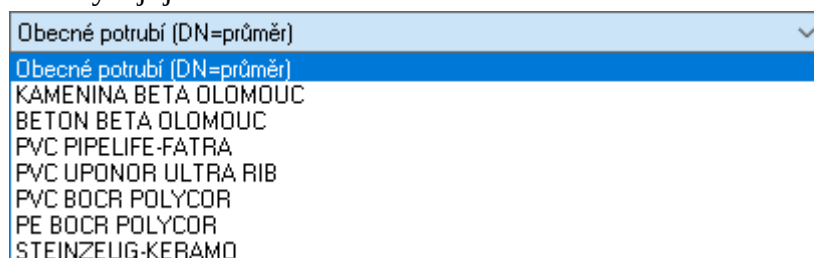 Obecné potrubí (DN=průměr)
Obecné potrubí (DN=průměr)
KAMENINA BETA OLOMOUC
BETON BETA OLOMOUC
PVC PIPELIFE-FATRA
PVC UPONOR ULTRA RIB
PVC BOCR POLYCOR
PE BOCR POLYCOR
STEINZEUG-KERAMO